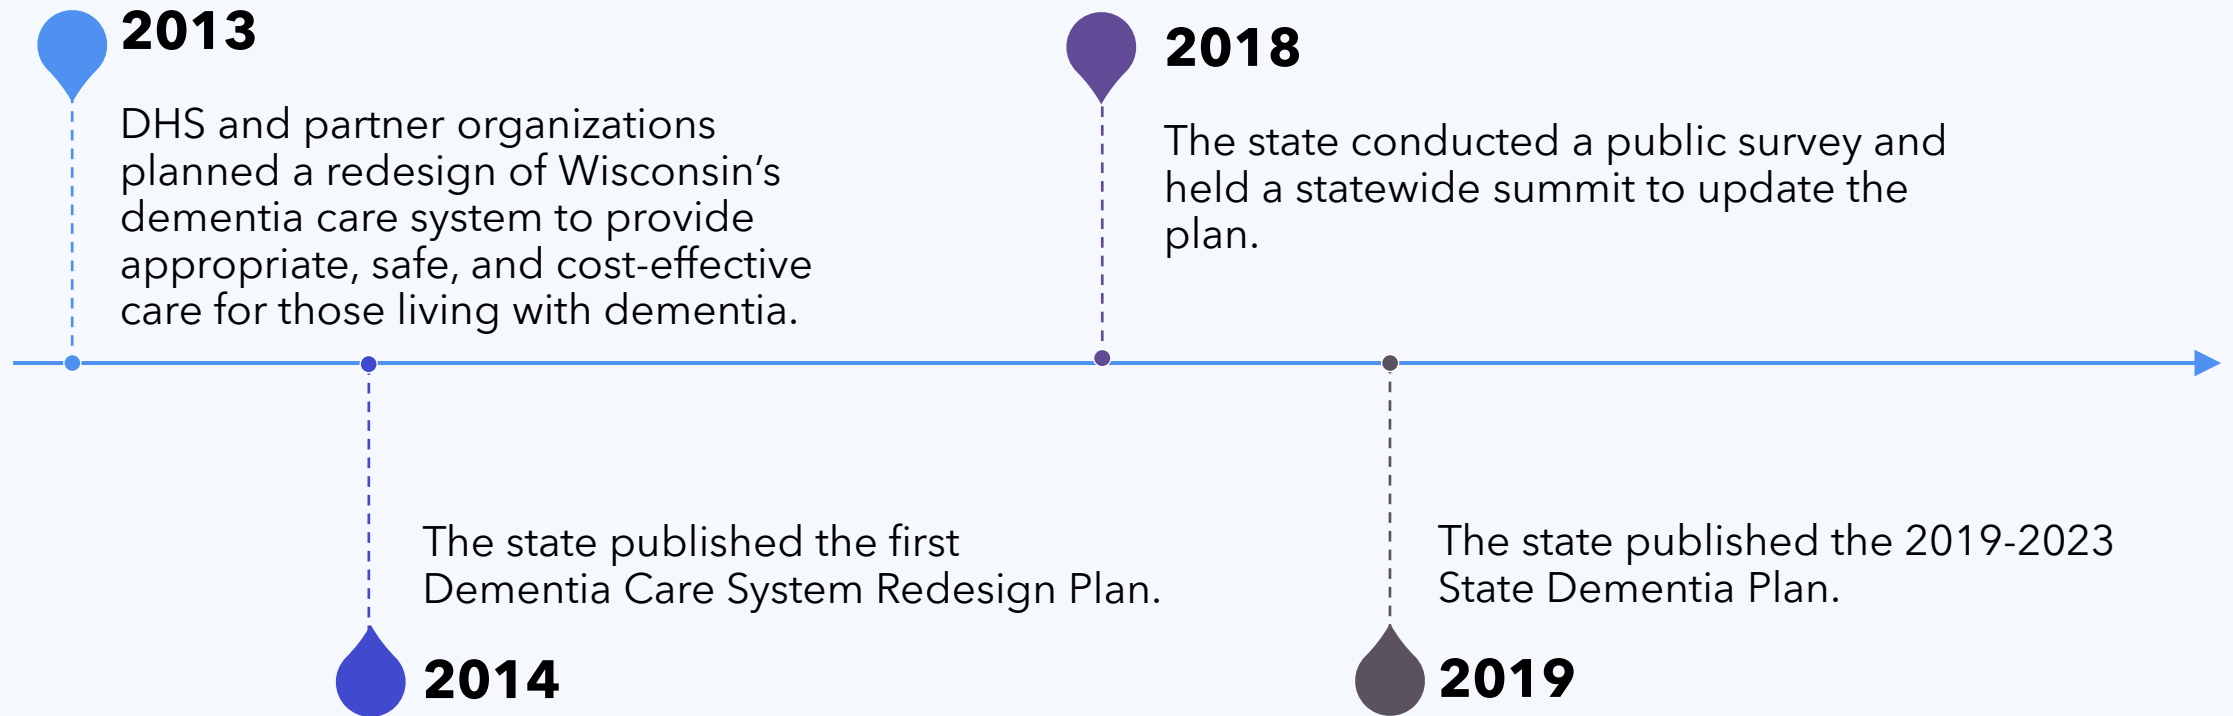 2013
DHS and partner organizations
planned a redesign of Wisconsin’s
dementia care system to provide
appropriate, safe, and cost-effective
care for those living with dementia.
The state published the first
Dementia Care System Redesign Plan.
2014
2018
The state conducted a public survey and
held a statewide summit to update the
plan.
The state published the 2019-2023
State Dementia Plan.
2019